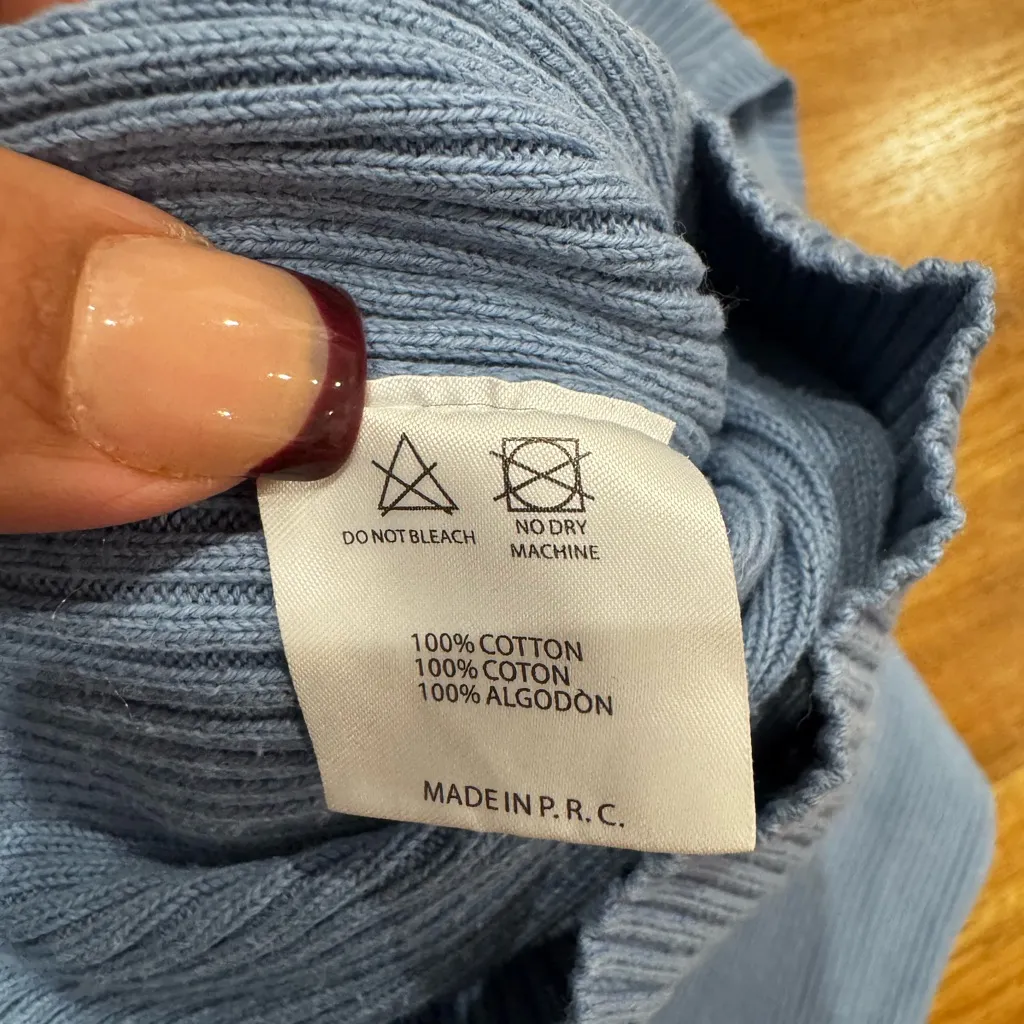 DO NOT BLEACH
NO DRY
MACHINE
100% COTTON
100% COTON
100% ALGODÒN
MADE IN P. R. C.